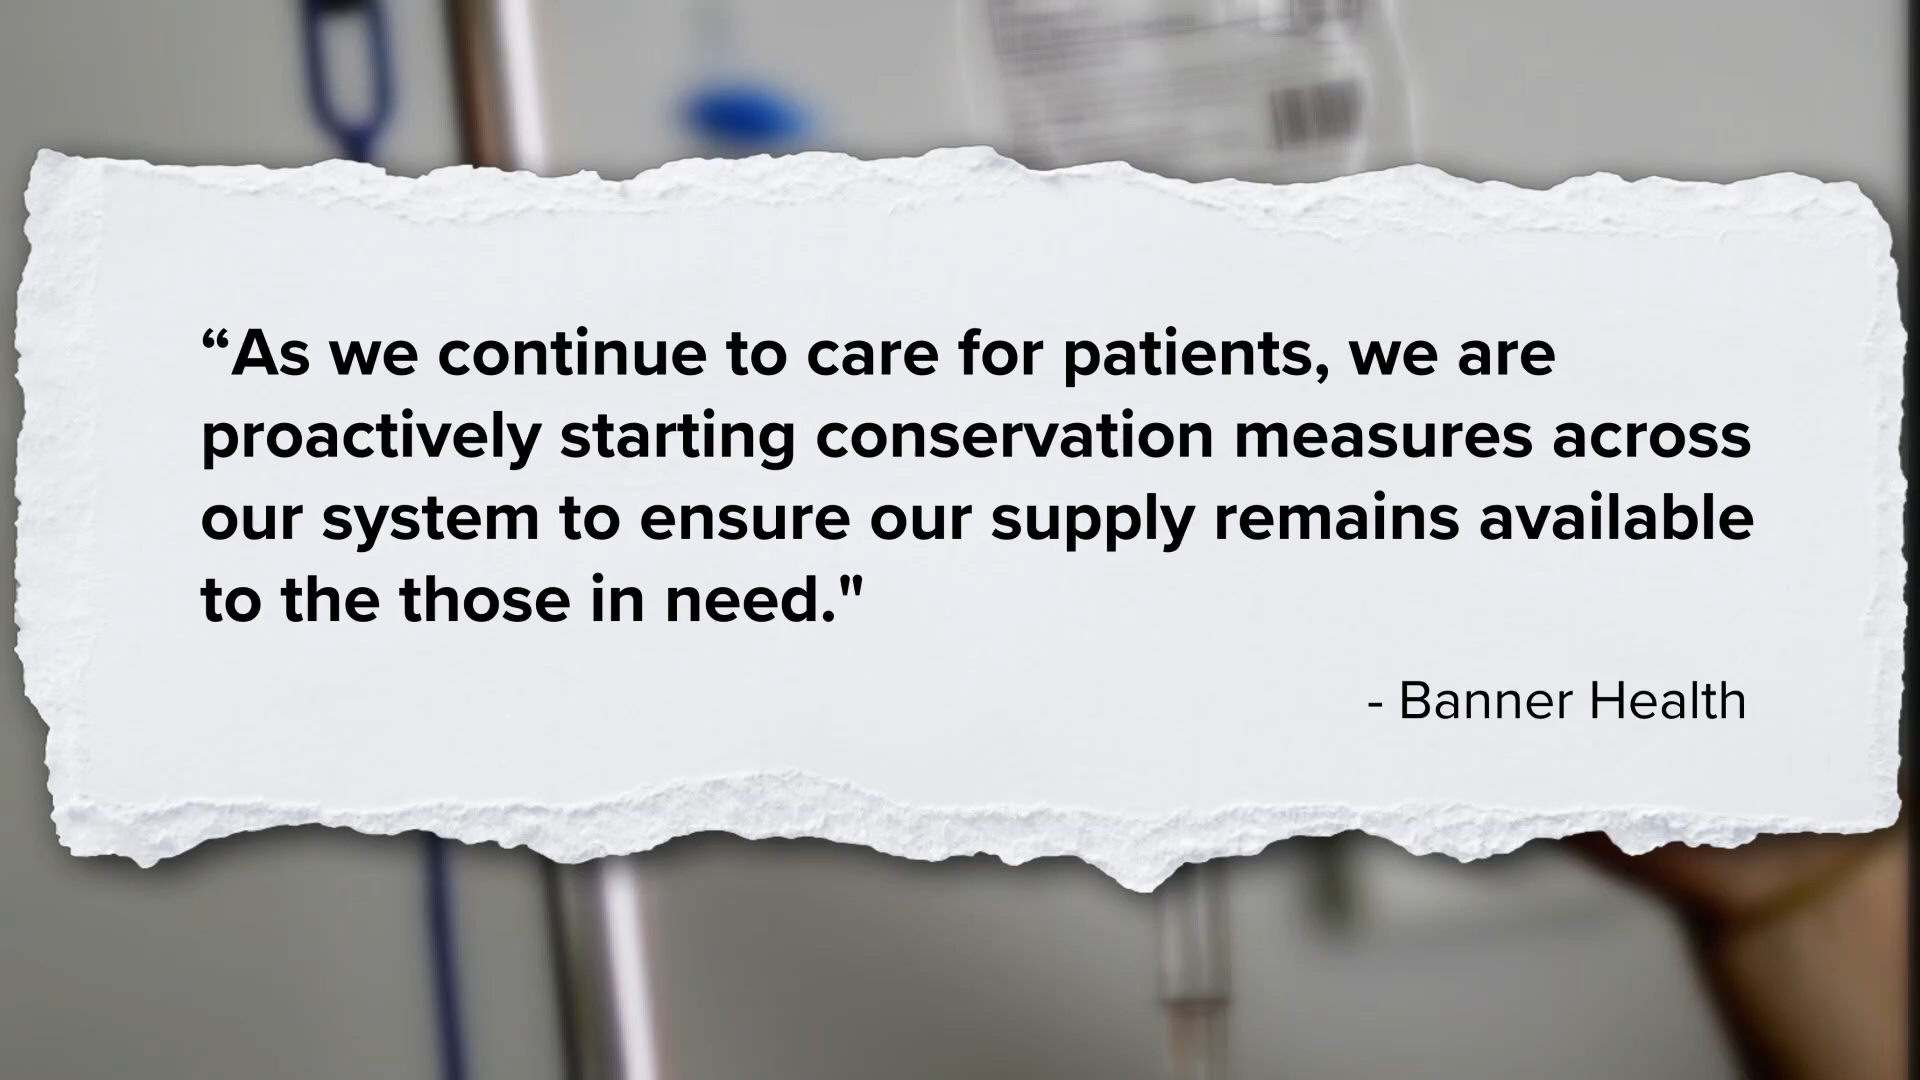 “As we continue to care for patients, we are
proactively starting conservation measures across
our system to ensure our supply remains available
to the those in need."
- Banner Health